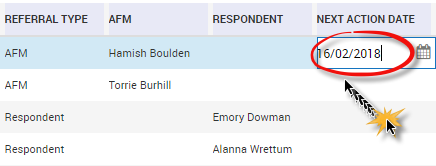 REFERRAL TYPE AFM RESPONDENT NEXT ACTION DATE
AFM Hamish Boulden 16/02/2018
AFM Torrie Burhill
Respondent Emory Dowman
Respondent Alanna Wrettum